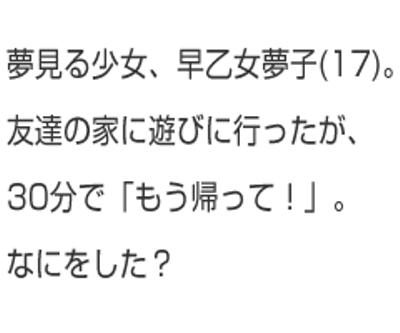 夢見る少女、早乙女夢子(17)。
友達の家に遊びに行ったが、
30分で「もう帰って！」。
なにをした？